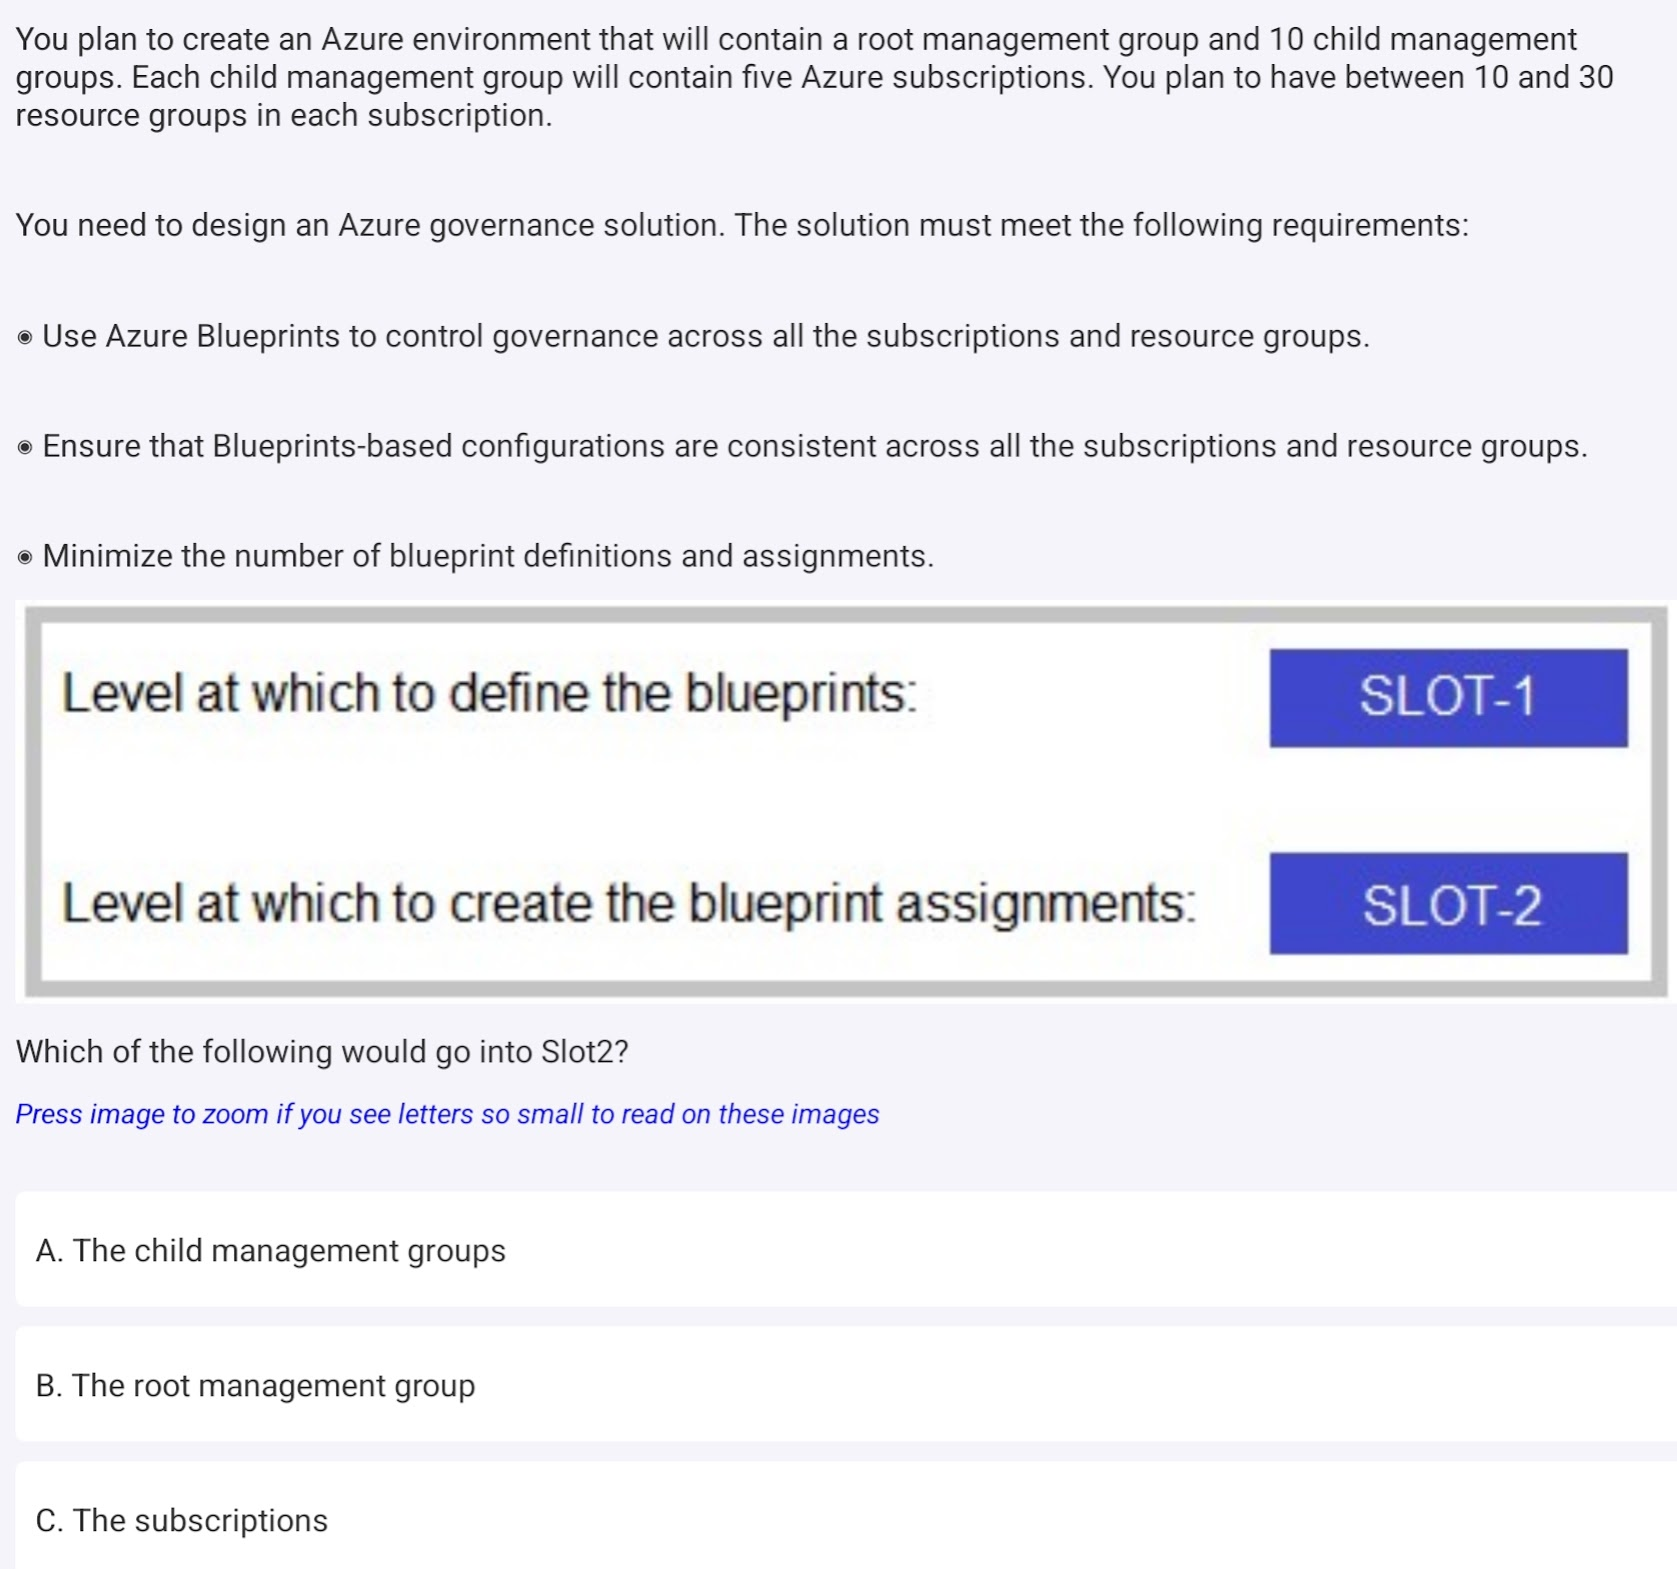 You plan to create an Azure environment that will contain a root management group and 10 child management
groups. Each child management group will contain five Azure subscriptions. You plan to have between 10 and 30
resource groups in each subscription.
You need to design an Azure governance solution. The solution must meet the following requirements:
◉ Use Azure Blueprints to control governance across all the subscriptions and resource groups.
◉ Ensure that Blueprints-based configurations are consistent across all the subscriptions and resource groups.
◉ Minimize the number of blueprint definitions and assignments.
Level at which to define the blueprints: SLOT-1
Level at which to create the blueprint assignments: SLOT-2
Which of the following would go into Slot2?
Press image to zoom if you see letters so small to read on these images
A. The child management groups
B. The root management group
C. The subscriptions